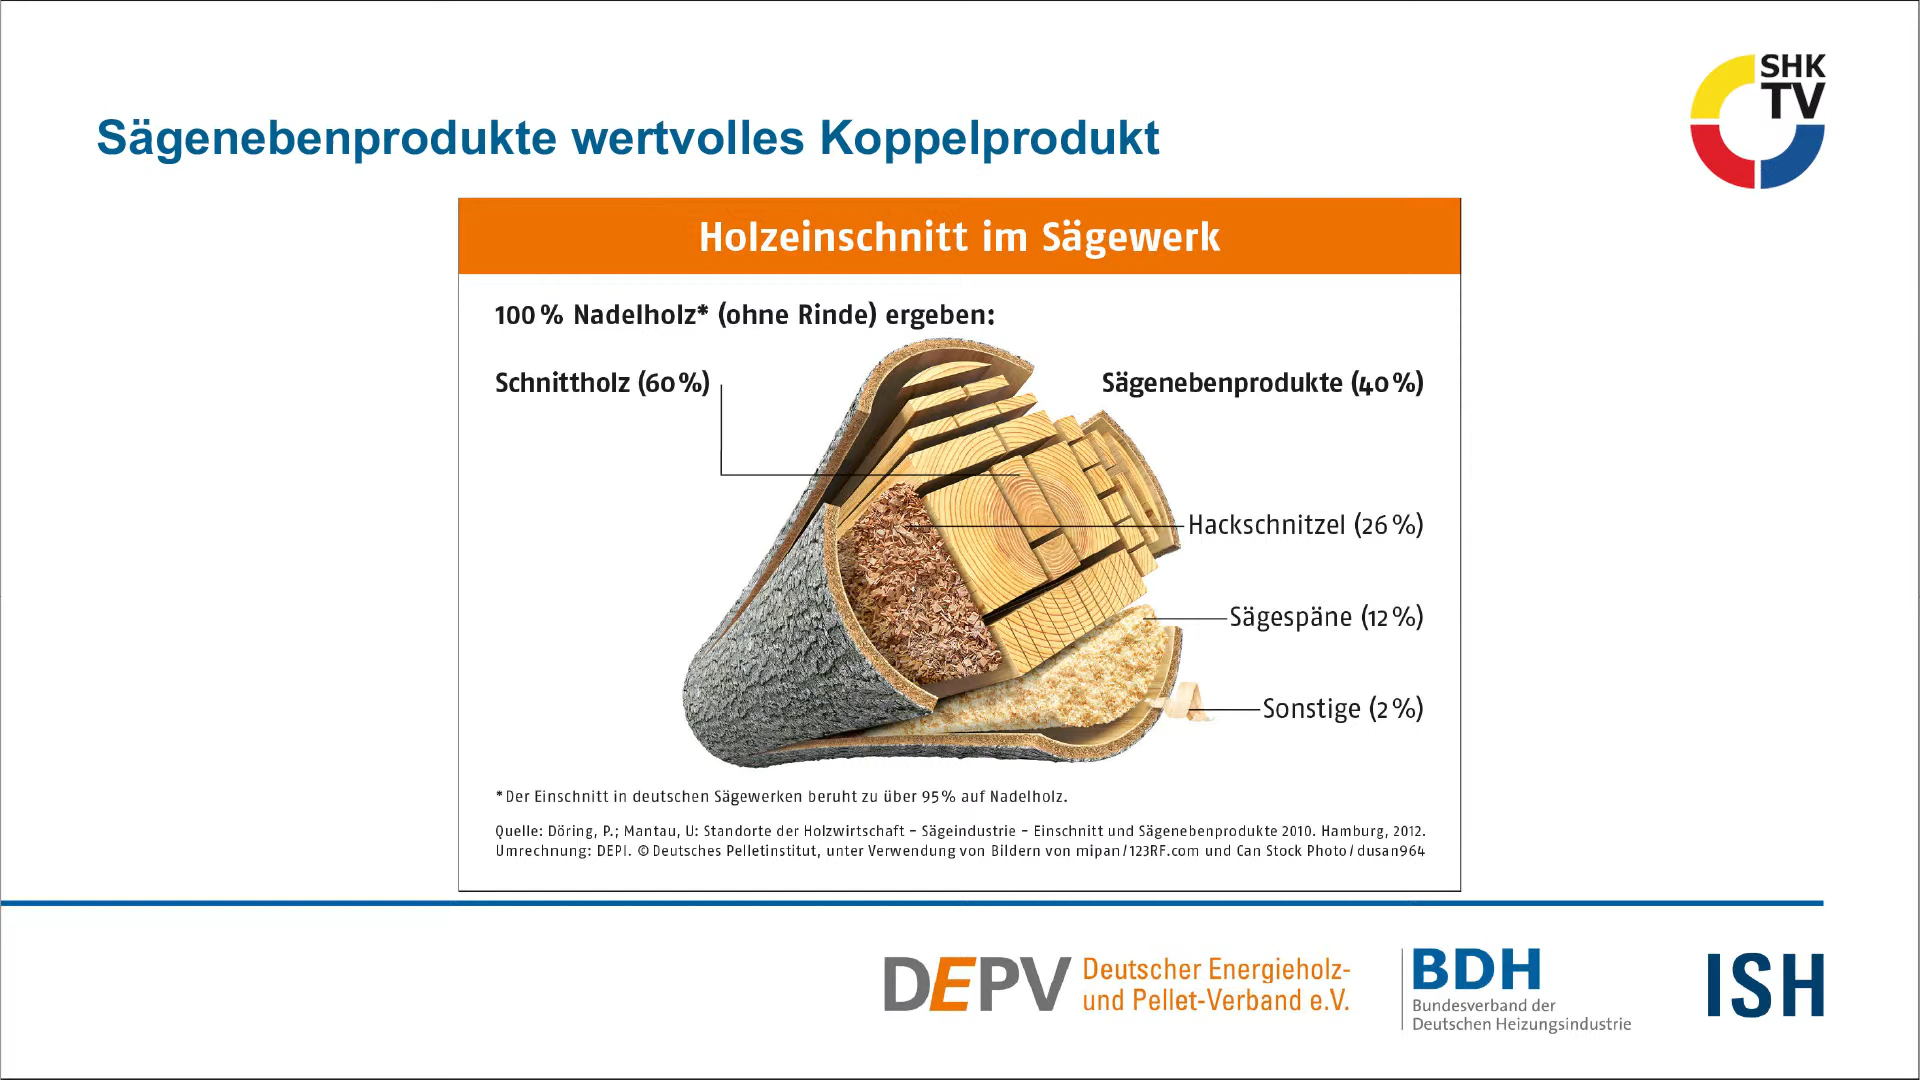 SHK
TV
Sägenebenprodukte wertvolles Koppelprodukt
Holzeinschnitt im Sägewerk
100 % Nadelholz* (ohne Rinde) ergeben:
Schnittholz (60 %)
Sägenebenprodukte (40 %)
Hackschnitzel (26 %)
Sägespäne (12 %)
Sonstige (2 %)
* Der Einschnitt in deutschen Sägewerken beruht zu über 95 % auf Nadelholz.
Quelle: Döring, P.; Mantau, U: Standorte der Holzwirtschaft – Sägeindustrie – Einschnitt und Sägenebenprodukte 2010. Hamburg, 2012.
Umrechnung: DEPI. © Deutsches Pelletinstitut, unter Verwendung von Bildern von mipan/123RF.com und Can Stock Photo/dusan964
DEPV
Deutscher Energieholz-
und Pellet-Verband e.V.
BDH
Bundesverband der
Deutschen Heizungsindustrie
ISH